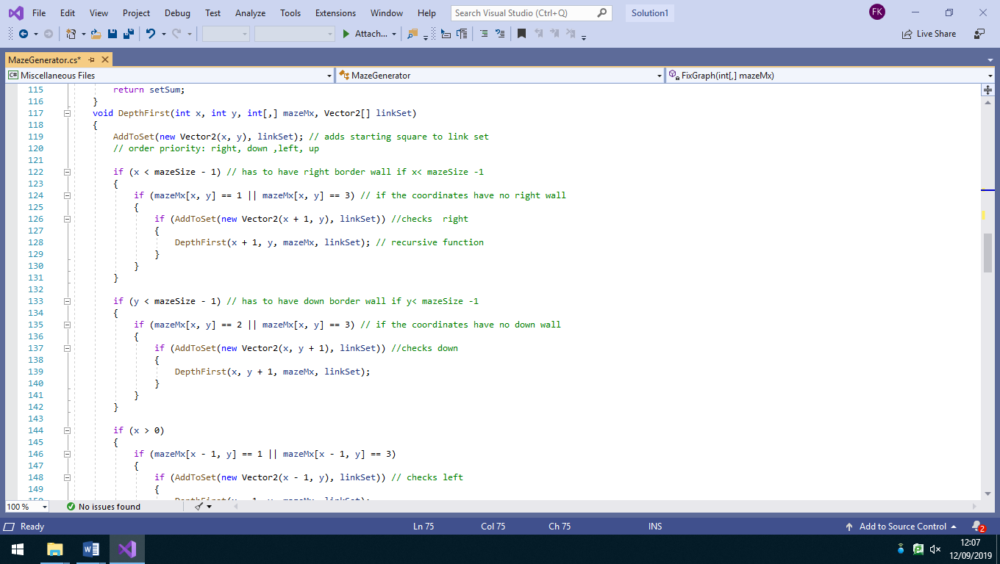 File Edit View Project Debug Test Analyze Tools Extensions Window Help Search Visual Studio (Ctrl+Q) Solution1 FK
Attach... Live Share
MazeGenerator.cs*
C# Miscellaneous Files MazeGenerator FixGraph(int[,] mazeMx)
115 return setSum;
116 }
117 void DepthFirst(int x, int y, int[,] mazeMx, Vector2[] linkSet)
118 {
119 AddToSet(new Vector2(x, y), linkSet); // adds starting square to link set
120 // order priority: right, down ,left, up
121
122 if (x < mazeSize - 1) // has to have right border wall if x< mazeSize -1
123 {
124 if (mazeMx[x, y] == 1 || mazeMx[x, y] == 3) // if the coordinates have no right wall
125 {
126 if (AddToSet(new Vector2(x + 1, y), linkSet)) //checks  right
127 {
128 DepthFirst(x + 1, y, mazeMx, linkSet); // recursive function
129 }
130 }
131 }
132
133 if (y < mazeSize - 1) // has to have down border wall if y< mazeSize -1
134 {
135 if (mazeMx[x, y] == 2 || mazeMx[x, y] == 3) // if the coordinates have no down wall
136 {
137 if (AddToSet(new Vector2(x, y + 1), linkSet)) //checks down
138 {
139 DepthFirst(x, y + 1, mazeMx, linkSet);
140 }
141 }
142 }
143
144 if (x > 0)
145 {
146 if (mazeMx[x - 1, y] == 1 || mazeMx[x - 1, y] == 3)
147 {
148 if (AddToSet(new Vector2(x - 1, y), linkSet)) // checks left
149 {
100 % No issues found
Ready Ln 75 Col 75 Ch 75 INS Add to Source Control 2
12:07
12/09/2019